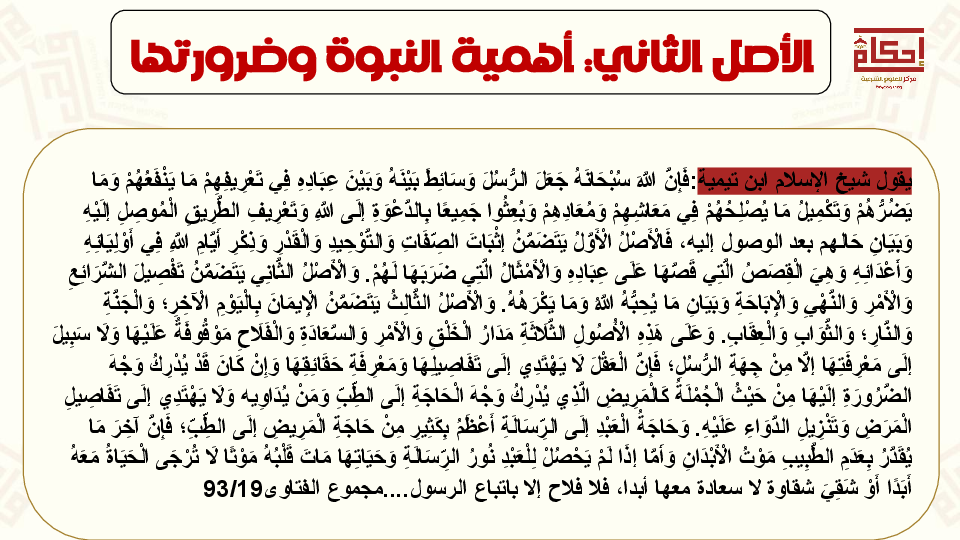 الأصل الثاني: أهمية النبوة وضرورتها
إحكام
مركز للعلوم الشرعية
يقول شيخ الإسلام ابن تيمية:فَإِنَّ اللهَ سُبْحَانَهُ جَعَلَ الرُّسُلَ وَسَائِطَ بَيْنَهُ وَبَيْنَ عِبَادِهِ فِي تَعْرِيفِهِمْ مَا يَنْفَعُهُمْ وَمَا
يَضُرُّهُمْ وَتَكْمِيلُ مَا يُصْلِحُهُمْ فِي مَعَاشِهِمْ وَمُعَادِهِمْ وَبُعِثُوا جَمِيعًا بِالدَّعْوَةِ إلَى اللَّهِ وَتَعْرِيفِ الطَّرِيقِ الْمُوصِلِ إلَيْهِ
وَبَيَانِ حَالهم بعد الوصول إليه، فَالْأَصْلُ الْأَوَّلُ يَتَضَمَّنُ إثْبَاتَ الصِّفَاتِ وَالتَّوْحِيدِ وَالْقَدَرِ وَذِكْرِ أَيَّامِ اللَّهِ فِي أَوْلِيَائِهِ
وَأَعْدَائِهِ وَهِيَ الْقِصَصُ الَّتِي قَصَّهَا عَلَى عِبَادِهِ وَالْأَمْثَالُ الَّتِي ضَرَبَهَا لَهُمْ. وَالْأَصْلُ الثَّانِي يَتَضَمَّنُ تَفْصِيلَ الشَّرَائِعِ
وَالْأَمْرِ وَالنَّهْيِ وَالْإِبَاحَةِ وَبَيَانِ مَا يُحِبُّهُ اللهُ وَمَا يَكْرَهُهُ. وَالْأَصْلُ الثَّالِثُ يَتَضَمَّنُ الْإِيمَانَ بِالْيَوْمِ الْآخِرِ؛ وَالْجَنَّةِ
وَالنَّارِ؛ وَالثَّوَابِ وَالْعِقَابِ. وَعَلَى هَذِهِ الْأُصُولِ الثَّلَاثَةِ مَدَارُ الْخَلْقِ وَالْأَمْرِ وَالسَّعَادَةِ وَالْفَلَاحِ مَوْقُوفَةٌ عَلَيْهَا وَلَا سَبِيلَ
إلَى مَعْرِفَتِهَا إلَّا مِنْ جِهَةِ الرُّسُلِ؛ فَإِنَّ الْعَقْلَ لَا يَهْتَدِي إلَى تَفَاصِيلِهَا وَمَعْرِفَةِ حَقَائِقِهَا وَإِنْ كَانَ قَدْ يُدْرِكُ وَجْهَ
الضَّرُورَةِ إلَيْهَا مِنْ حَيْثُ الْجُمْلَةُ كَالْمَرِيضِ الَّذِي يُدْرِكُ وَجْهَ الْحَاجَةِ إلَى الطِّبِّ وَمَنْ يُدَاوِيه وَلَا يَهْتَدِي إلَى تَفَاصِيلِ
الْمَرَضِ وَتَنْزِيلِ الدَّوَاءِ عَلَيْهِ. وَحَاجَةُ الْعَبْدِ إلَى الرِّسَالَةِ أَعْظَمُ بِكَثِيرِ مِنْ حَاجَةِ الْمَرِيضِ إلَى الطِّبِّ؛ فَإِنَّ آخِرَ مَا
يُقَدَّرُ بِعَدَمِ الطَّبِيبِ مَوْتُ الْأَبْدَانِ وَأَمَّا إذَا لَمْ يَحْصُلْ لِلْعَبْدِ نُورُ الرِّسَالَةِ وَحَيَاتِهَا مَاتَ قَلْبُهُ مَوْتًا لَا تُرْجَى الْحَيَاةُ مَعَهُ
أَبَدًا أَوْ شَقِيَ شقاوة لا سعادة معها أبدا، فلا فلاح إلا باتباع الرسول....مجموع الفتاوى93/19